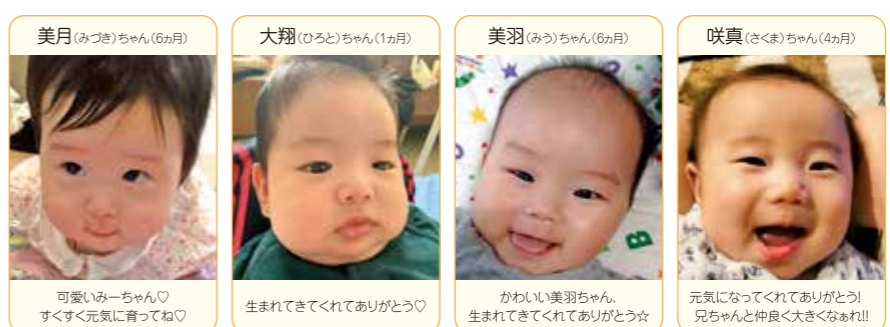 美月(みづき)ちゃん(6ヵ月)
可愛いみーちゃん♡
すくすく元気に育ってね♡
大翔(ひろと)ちゃん(1ヵ月)
生まれてきてくれてありがとう♡
美羽(みう)ちゃん(6ヵ月)
かわいい美羽ちゃん、
生まれてきてくれてありがとう☆
咲真(さくま)ちゃん(4ヵ月)
元気になってくれてありがとう!
兄ちゃんと仲良く大きくなぁれ!!